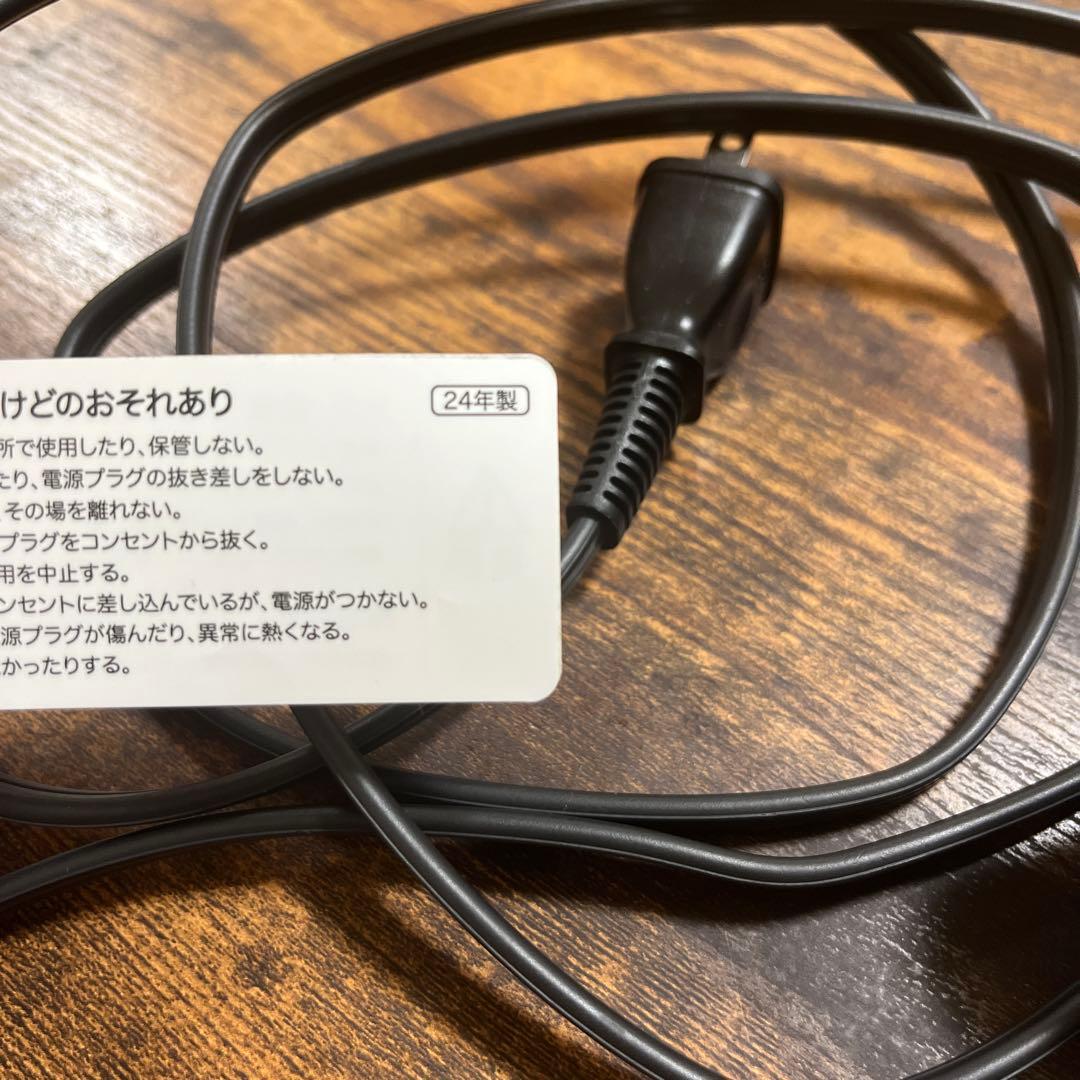 けどのおそれあり
24年製
所で使用したり、保管しない。
たり、電源プラグの抜き差しをしない。
、その場を離れない。
プラグをコンセントから抜く。
用を中止する。
ンセントに差し込んでいるが、電源がつかない。
源プラグが傷んだり、異常に熱くなる。
かったりする。